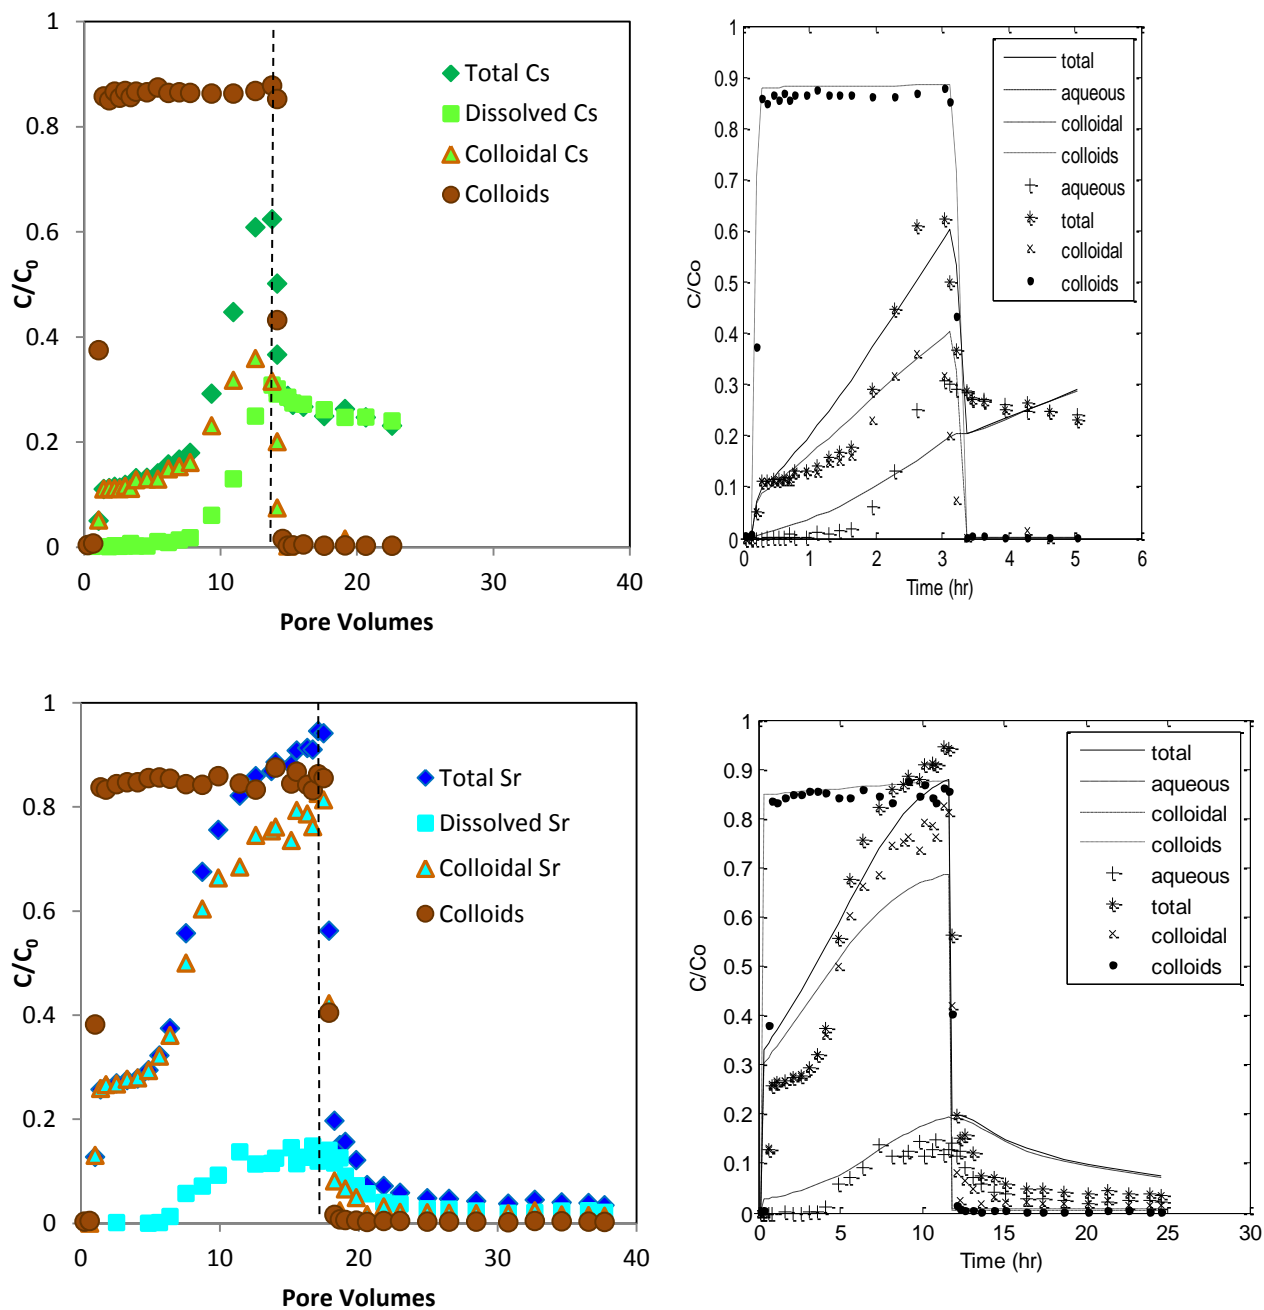 1
0.8
0.6
0.4
0.2
0
C/C0
0
10
20
30
40
Pore Volumes
Total Cs
Dissolved Cs
Colloidal Cs
Colloids
1
0.9
0.8
0.7
0.6
0.5
0.4
0.3
0.2
0.1
0
C/Co
0
1
2
3
4
5
6
Time (hr)
total
aqueous
colloidal
colloids
aqueous
total
colloidal
colloids
1
0.8
0.6
0.4
0.2
0
C/C0
0
10
20
30
40
Pore Volumes
Total Sr
Dissolved Sr
Colloidal Sr
Colloids
1
0.9
0.8
0.7
0.6
0.5
0.4
0.3
0.2
0.1
0
C/Co
0
5
10
15
20
25
30
Time (hr)
total
aqueous
colloidal
colloids
aqueous
total
colloidal
colloids